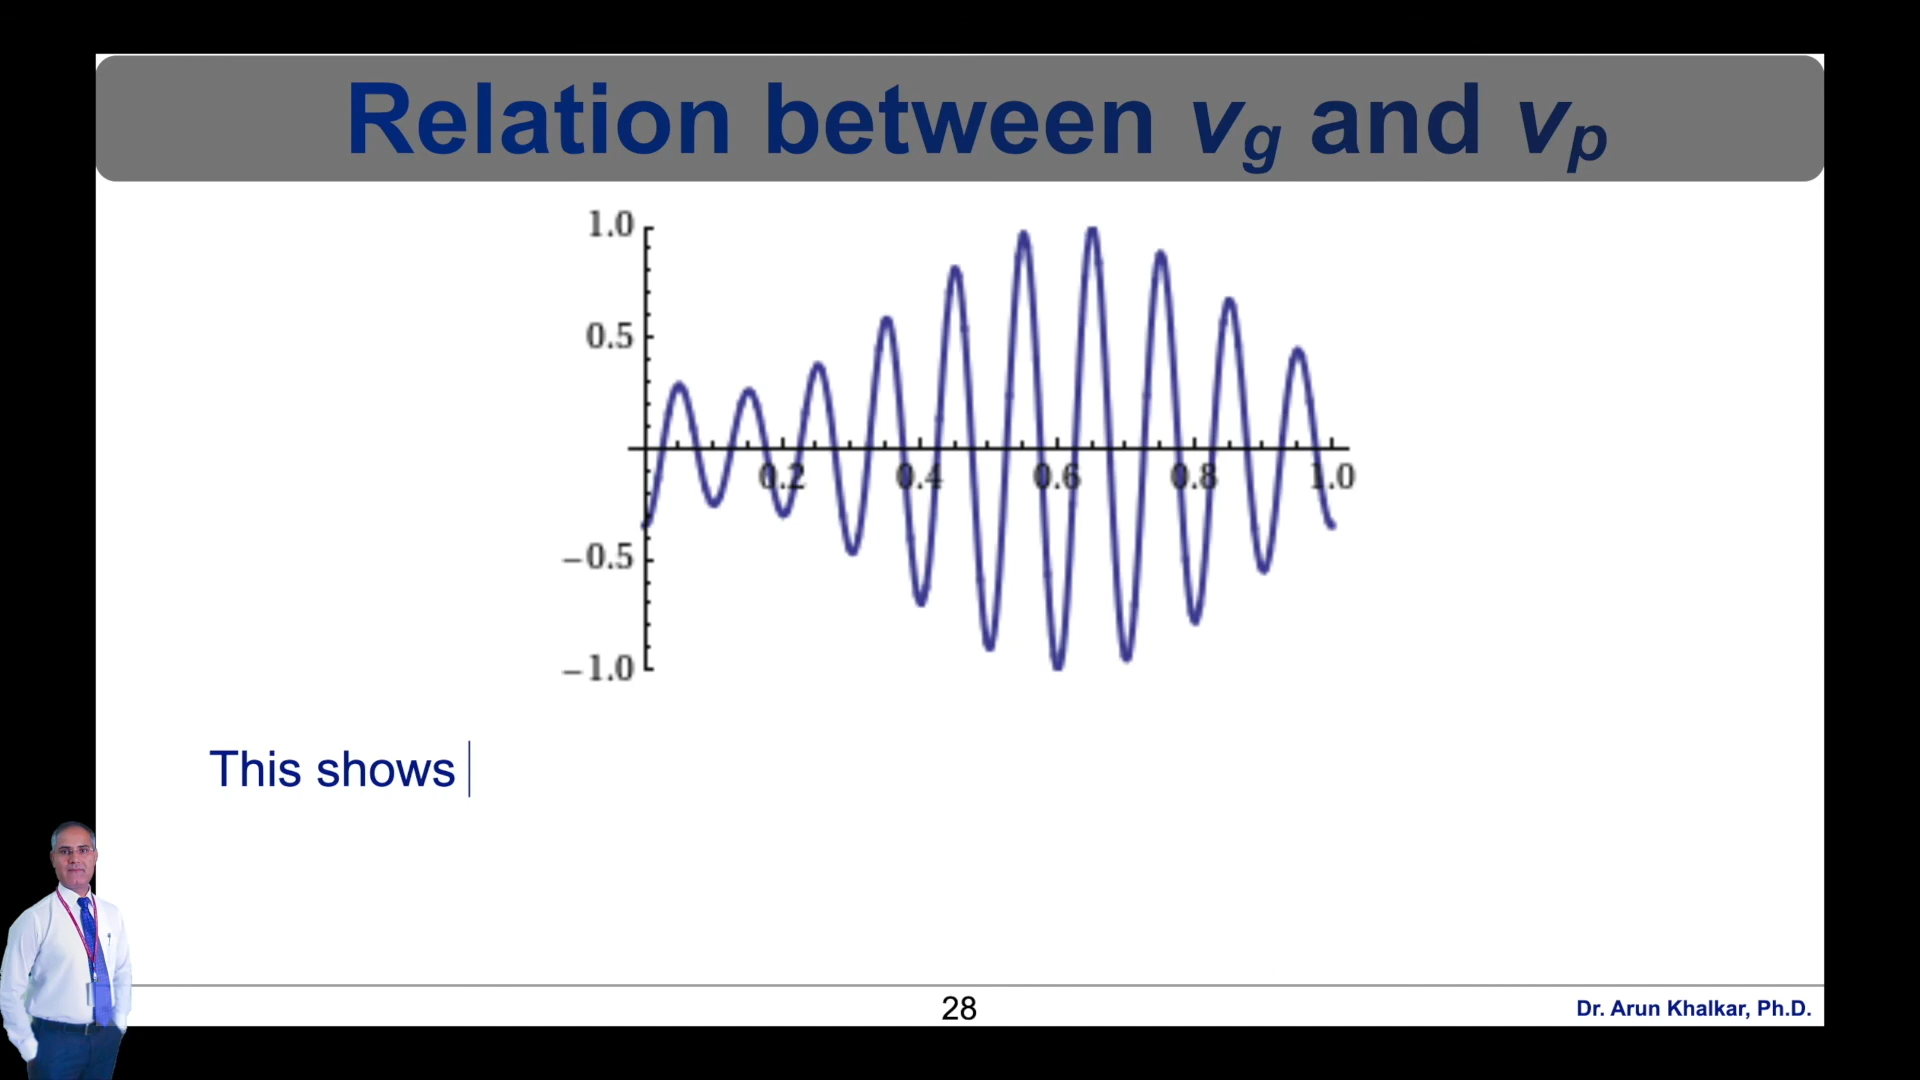 Relation between vg and vp
1.0
0.5
0.2 0.4 0.6 0.8 1.0
−0.5
−1.0
This shows
28
Dr. Arun Khalkar, Ph.D.